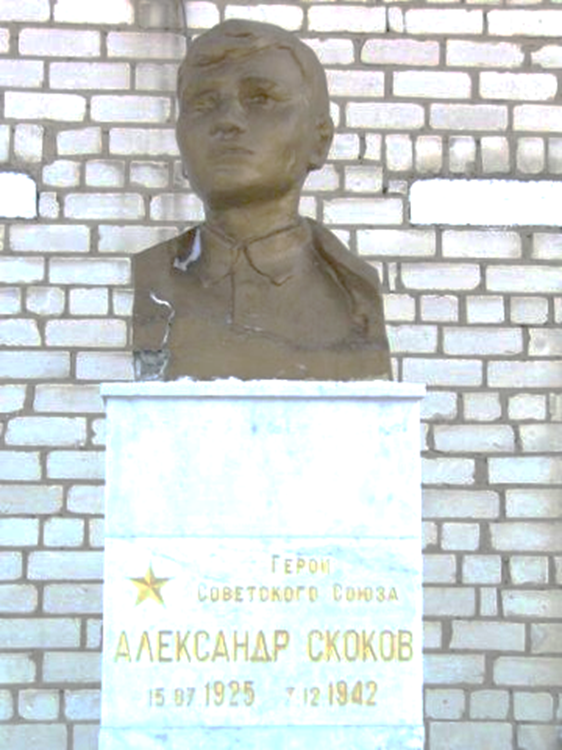 Герой
Советского Союза
Александр Скоков
15 07 1925 7 12 1942